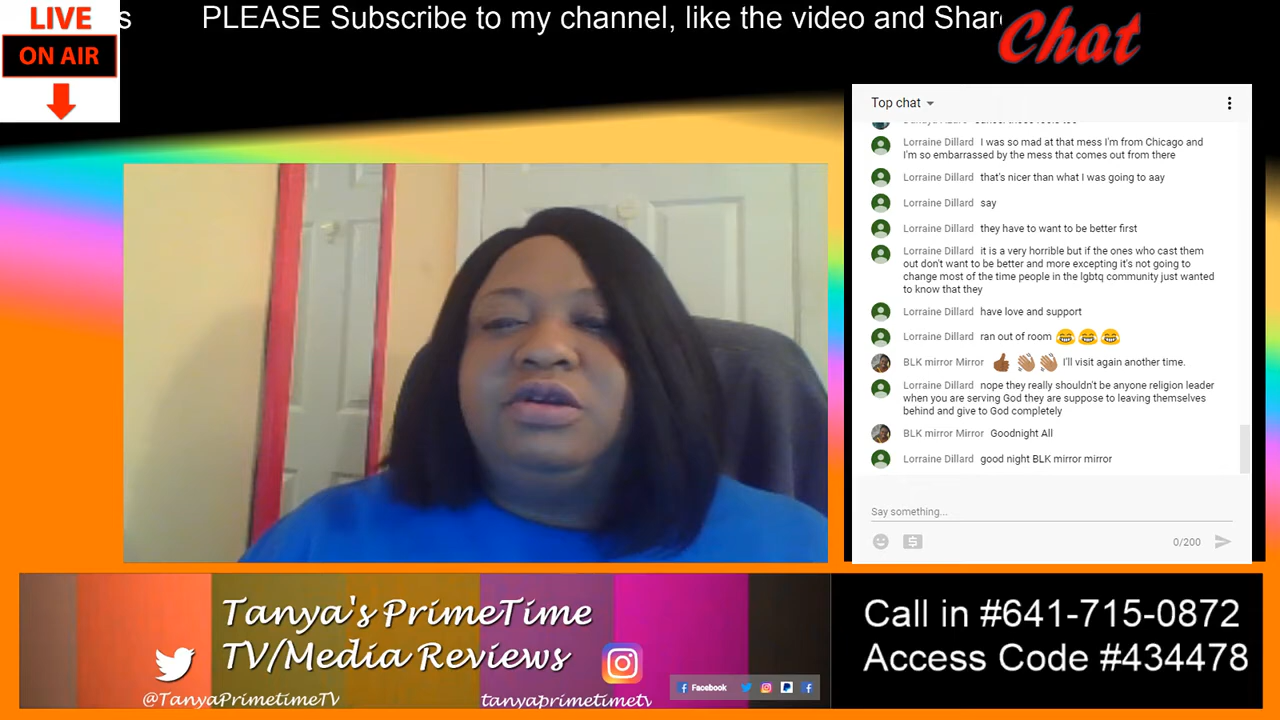 LIVE
ON AIR
s PLEASE Subscribe to my channel, like the video and Shar
Chat
Top chat
Lorraine Dillard I was so mad at that mess I'm from Chicago and
I'm so embarrassed by the mess that comes out from there
Lorraine Dillard that's nicer than what I was going to aay
Lorraine Dillard say
Lorraine Dillard they have to want to be better first
Lorraine Dillard it is a very horrible but if the ones who cast them
out don't want to be better and more excepting it's not going to
change most of the time people in the lgbtq community just wanted
to know that they
Lorraine Dillard have love and support
Lorraine Dillard ran out of room 😂 😂 😂
BLK mirror Mirror 👍🏽 👋🏽 👋🏽 I'll visit again another time.
Lorraine Dillard nope they really shouldn't be anyone religion leader
when you are serving God they are suppose to leaving themselves
behind and give to God completely
BLK mirror Mirror Goodnight All
Lorraine Dillard good night BLK mirror mirror
Say something...
0/200
Tanya's PrimeTime
TV/Media Reviews
@TanyaPrimetimeTV
tanyaprimetimetv
Facebook
Call in #641-715-0872
Access Code #434478